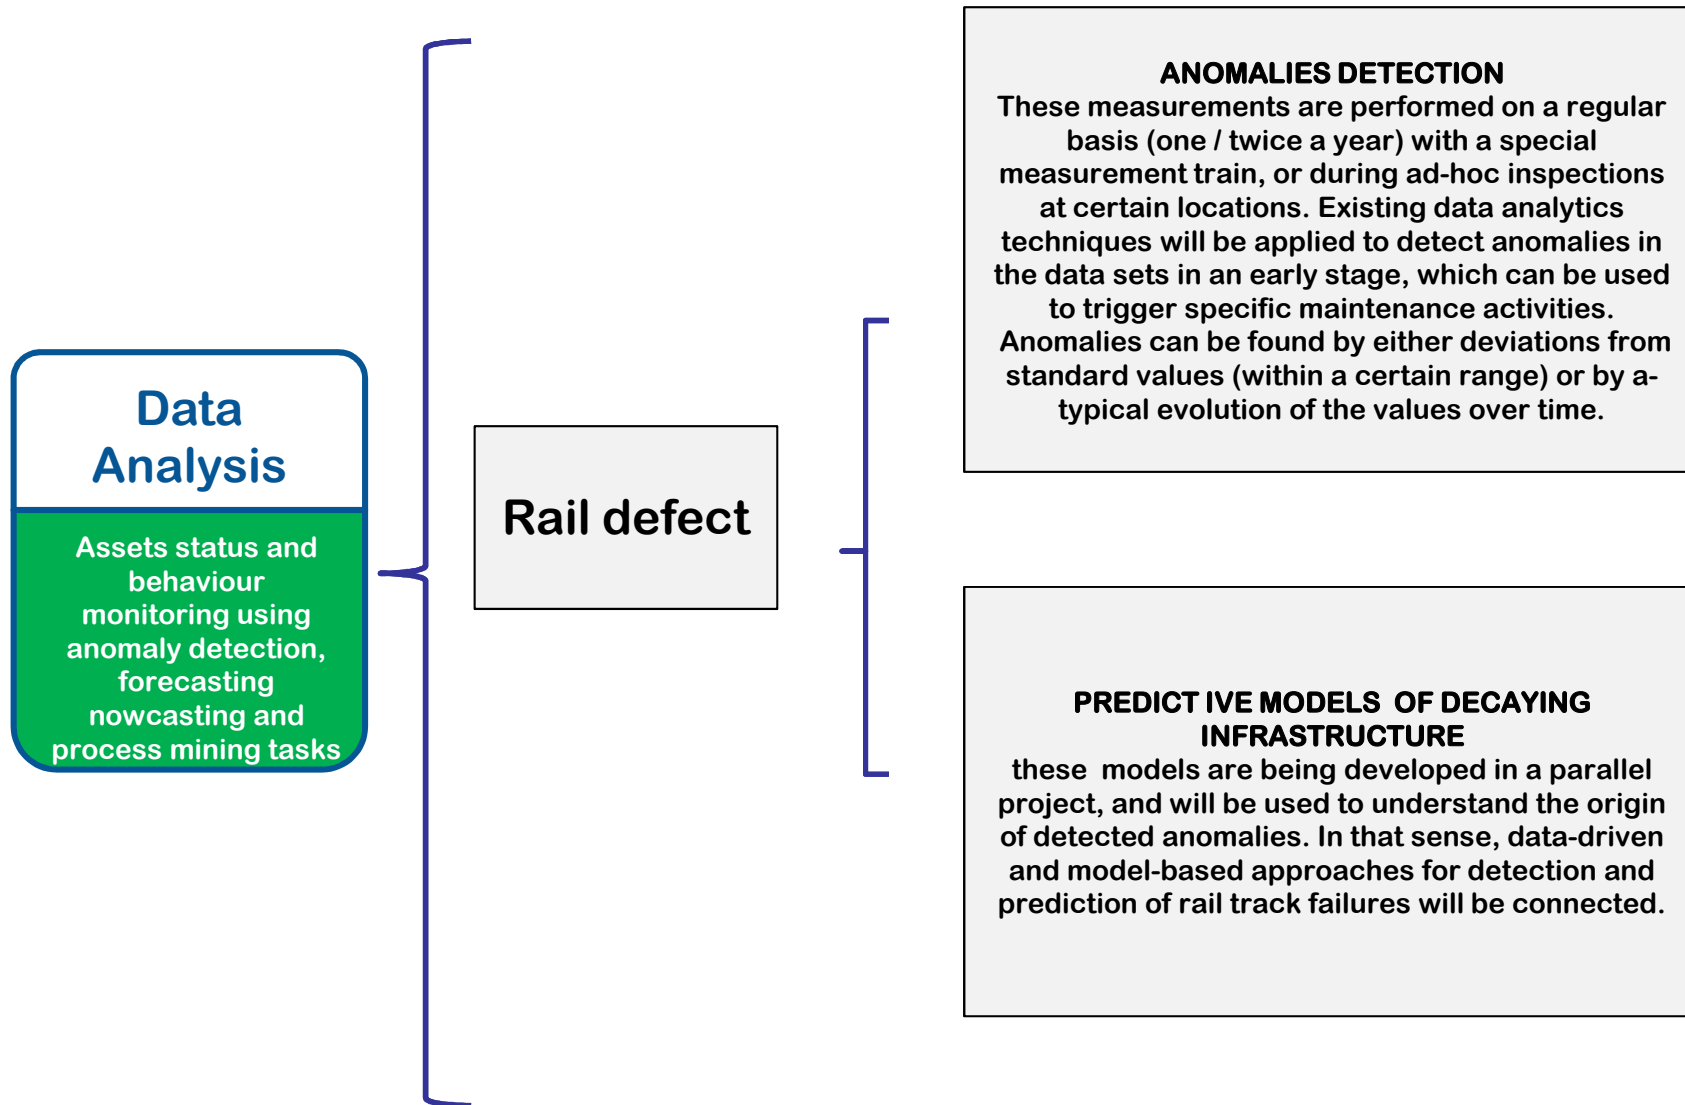 Data
Analysis
Assets status and
behaviour
monitoring using
anomaly detection,
forecasting
nowcasting and
process mining tasks
Rail defect
ANOMALIES DETECTION
These measurements are performed on a regular
basis (one / twice a year) with a special
measurement train, or during ad-hoc inspections
at certain locations. Existing data analytics
techniques will be applied to detect anomalies in
the data sets in an early stage, which can be used
to trigger specific maintenance activities.
Anomalies can be found by either deviations from
standard values (within a certain range) or by a-
typical evolution of the values over time.
PREDICT IVE MODELS  OF DECAYING
INFRASTRUCTURE
these  models are being developed in a parallel
project, and will be used to understand the origin
of detected anomalies. In that sense, data-driven
and model-based approaches for detection and
prediction of rail track failures will be connected.